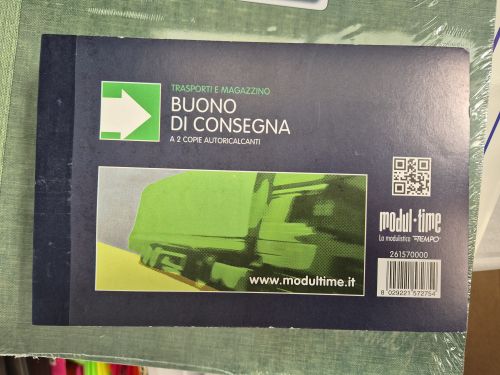 TRASPORTI E MAGAZZINO
BUONO
DI CONSEGNA
A 2 COPIE AUTORICALCANTI
modul-time
La modulistica IN TEMPO
261570000
8 029221 572754
www.modultime.it